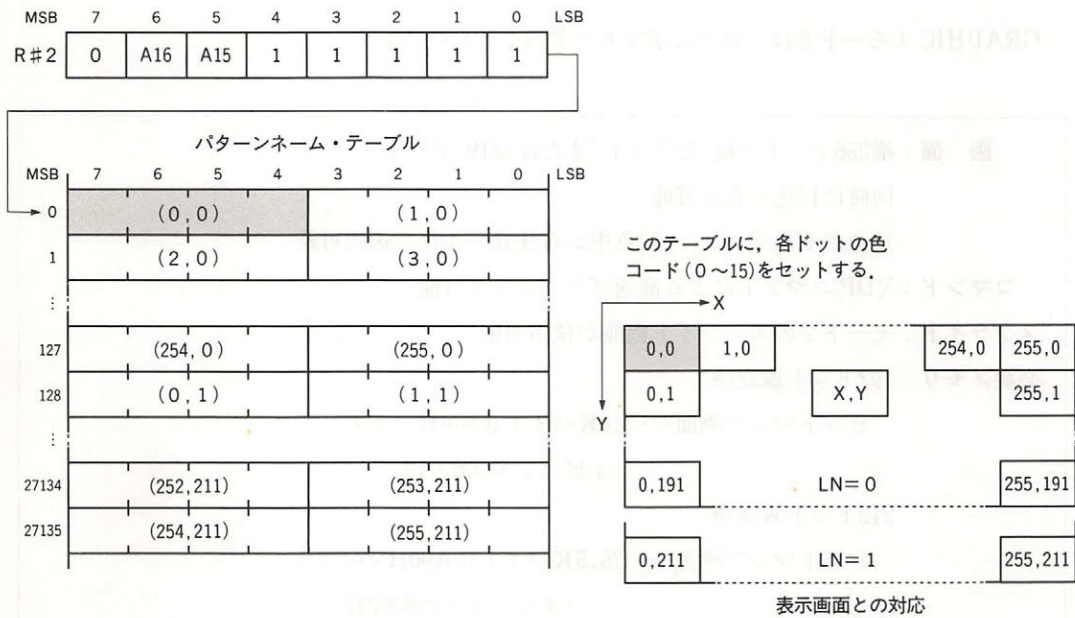 MSB 7 6 5 4 3 2 1 0 LSB
R#2 0 A16 A15 1 1 1 1 1
パターンネーム・テーブル
MSB 7 6 5 4 3 2 1 0 LSB
0 (0,0) (1,0)
1 (2,0) (3,0)
⋮
127 (254,0) (255,0)
128 (0,1) (1,1)
⋮
27134 (252,211) (253,211)
27135 (254,211) (255,211)
このテーブルに,各ドットの色
コード(0〜15)をセットする.
X
Y
0,0 1,0 254,0 255,0
0,1 X,Y 255,1
0,191 LN=0 255,191
0,211 LN=1 255,211
表示画面との対応